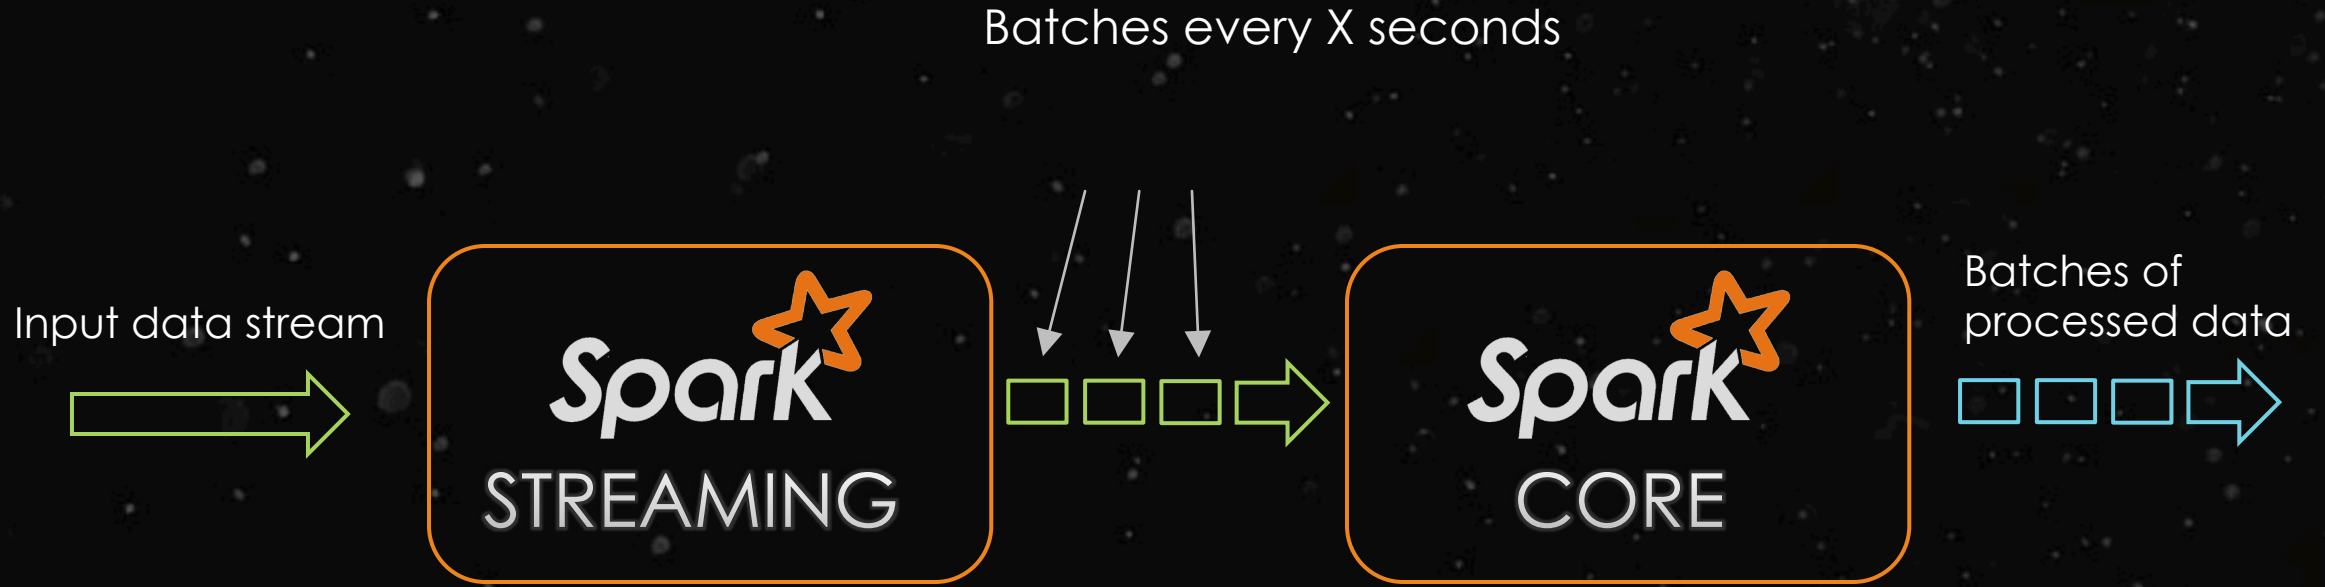 Batches every X seconds
Input data stream
Spark
STREAMING
Spark
CORE
Batches of
processed data